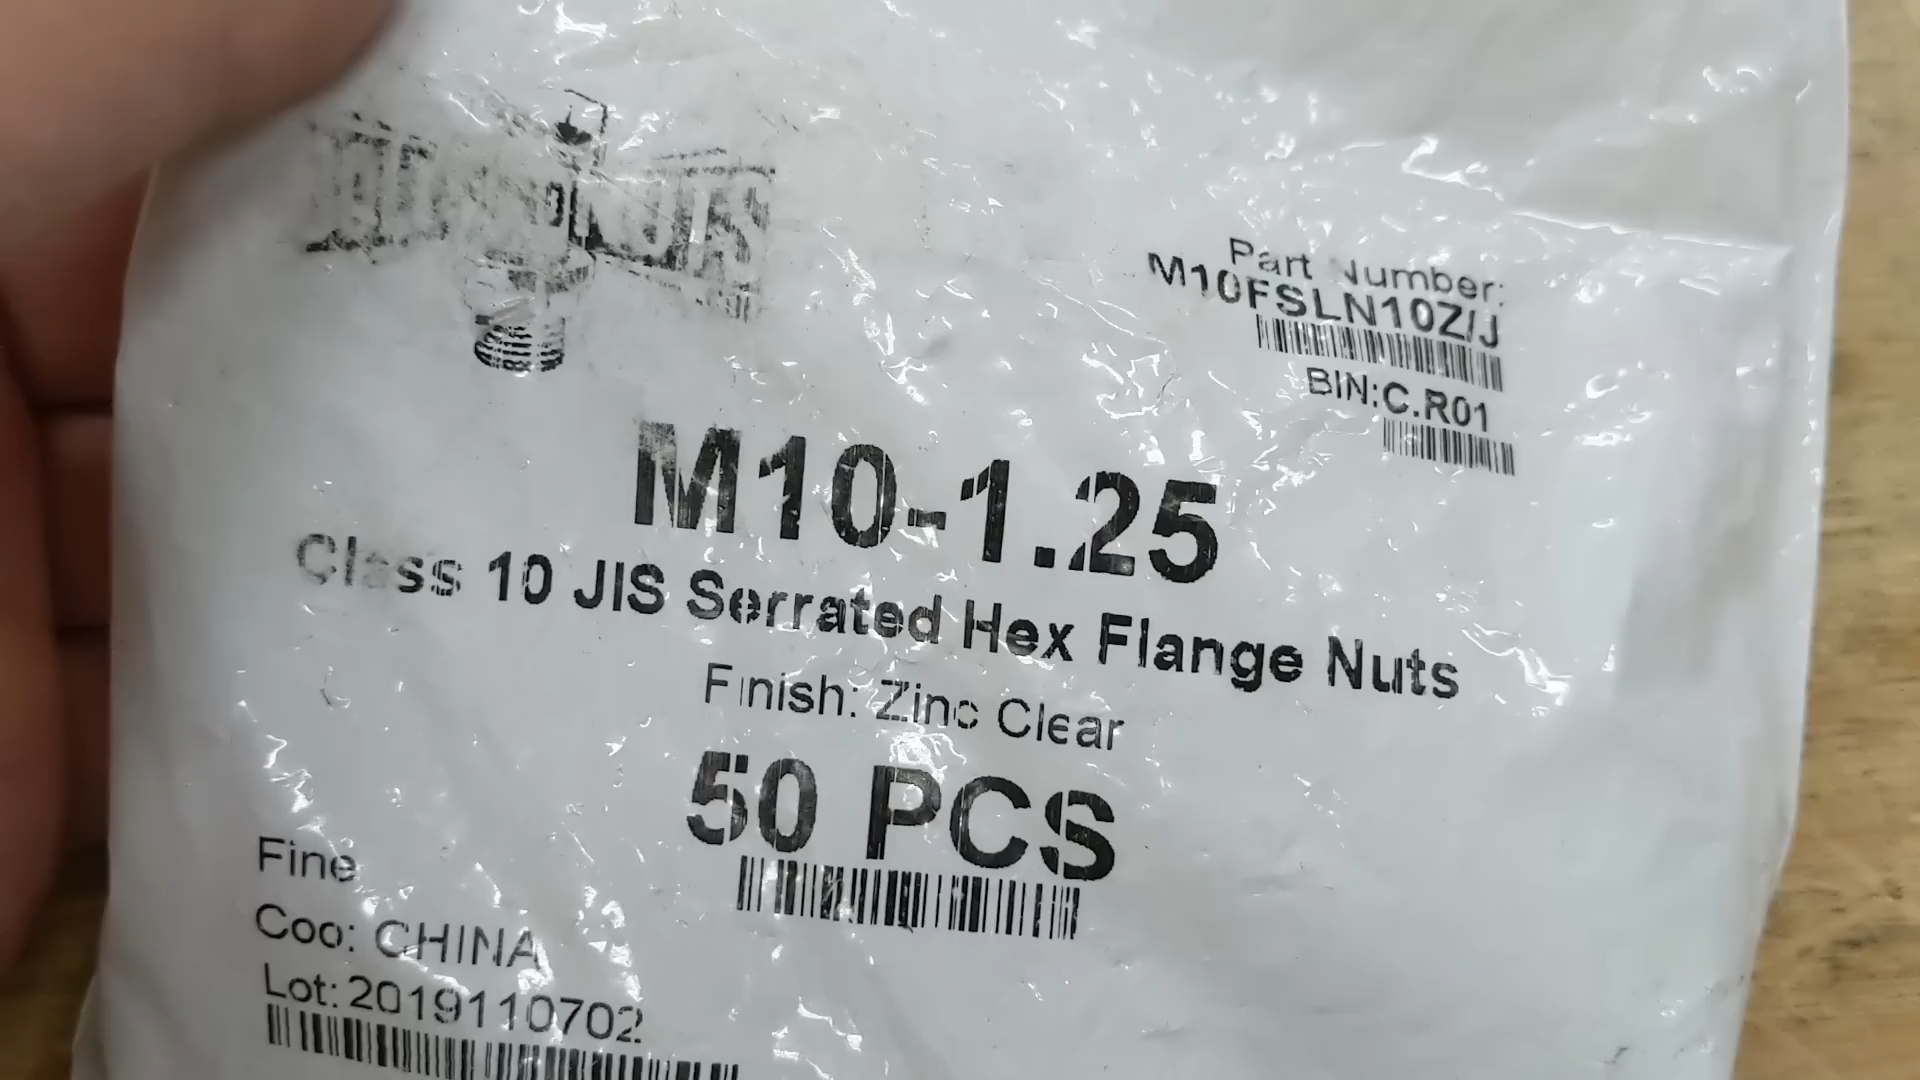 NUTS
Part Number:
M10FSLN10Z/J
BIN:C.R01
M10-1.25
Class 10 JIS Serrated Hex Flange Nuts
Finish: Zinc Clear
50 PCS
Fine
Coo: CHINA
Lot: 2019110702